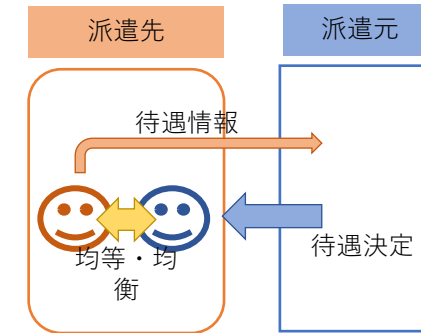 派遣先
派遣元
待遇情報
均等・均
衡
待遇決定